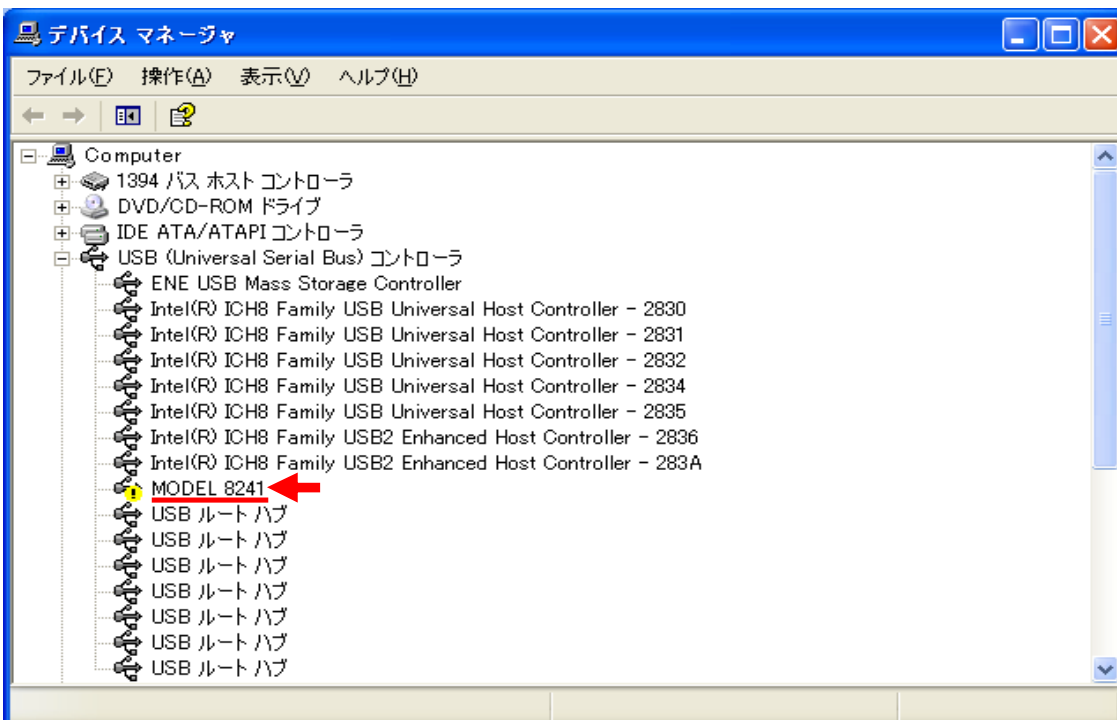 デバイス マネージャ
ファイル(F) 操作(A) 表示(V) ヘルプ(H)
Computer
1394 バス ホスト コントローラ
DVD/CD-ROM ドライブ
IDE ATA/ATAPI コントローラ
USB (Universal Serial Bus) コントローラ
ENE USB Mass Storage Controller
Intel(R) ICH8 Family USB Universal Host Controller - 2830
Intel(R) ICH8 Family USB Universal Host Controller - 2831
Intel(R) ICH8 Family USB Universal Host Controller - 2832
Intel(R) ICH8 Family USB Universal Host Controller - 2834
Intel(R) ICH8 Family USB Universal Host Controller - 2835
Intel(R) ICH8 Family USB2 Enhanced Host Controller - 2836
Intel(R) ICH8 Family USB2 Enhanced Host Controller - 283A
MODEL 8241
USB ルート ハブ
USB ルート ハブ
USB ルート ハブ
USB ルート ハブ
USB ルート ハブ
USB ルート ハブ
USB ルート ハブ